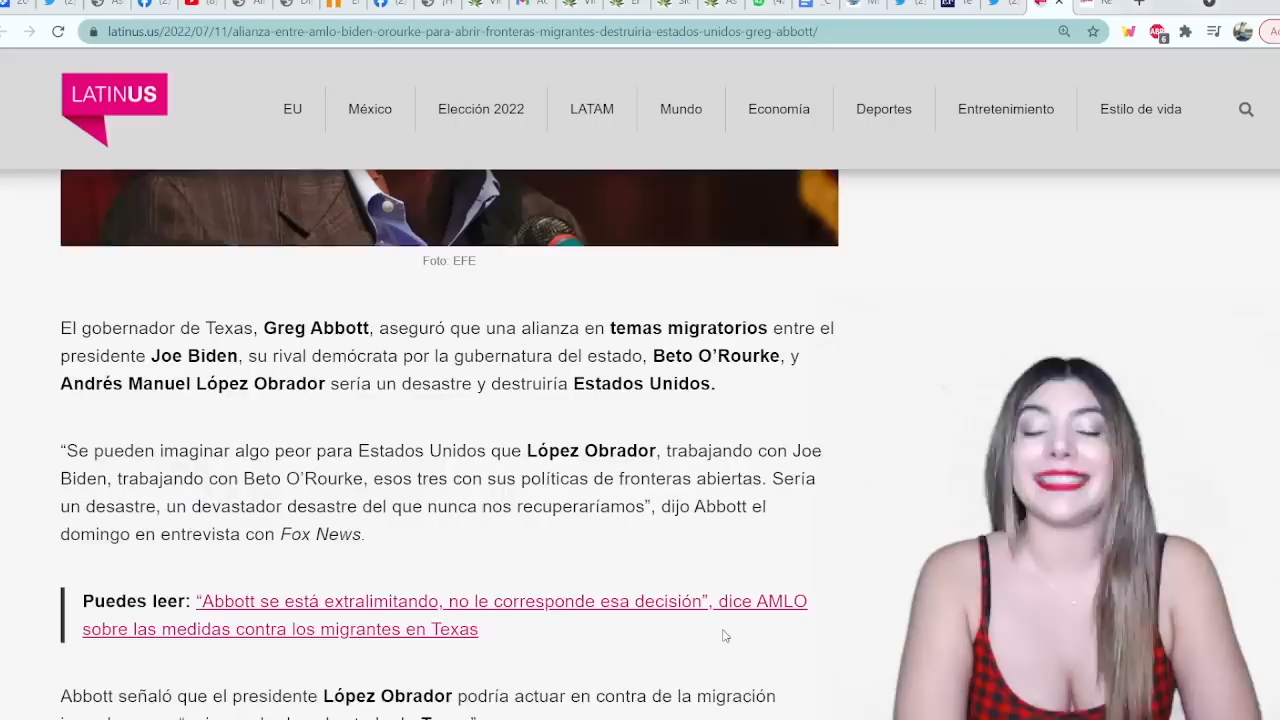 latinus.us/2022/07/11/alianza-entre-amlo-biden-orourke-para-abrir-fronteras-migrantes-destruiria-estados-unidos-greg-abbott/
LATINUS
EU México Elección 2022 LATAM Mundo Economía Deportes Entretenimiento Estilo de vida
Foto: EFE
El gobernador de Texas, Greg Abbott, aseguró que una alianza en temas migratorios entre el
presidente Joe Biden, su rival demócrata por la gubernatura del estado, Beto O’Rourke, y
Andrés Manuel López Obrador sería un desastre y destruiría Estados Unidos.
“Se pueden imaginar algo peor para Estados Unidos que López Obrador, trabajando con Joe
Biden, trabajando con Beto O’Rourke, esos tres con sus políticas de fronteras abiertas. Sería
un desastre, un devastador desastre del que nunca nos recuperaríamos”, dijo Abbott el
domingo en entrevista con Fox News.
Puedes leer: “Abbott se está extralimitando, no le corresponde esa decisión”, dice AMLO
sobre las medidas contra los migrantes en Texas
Abbott señaló que el presidente López Obrador podría actuar en contra de la migración